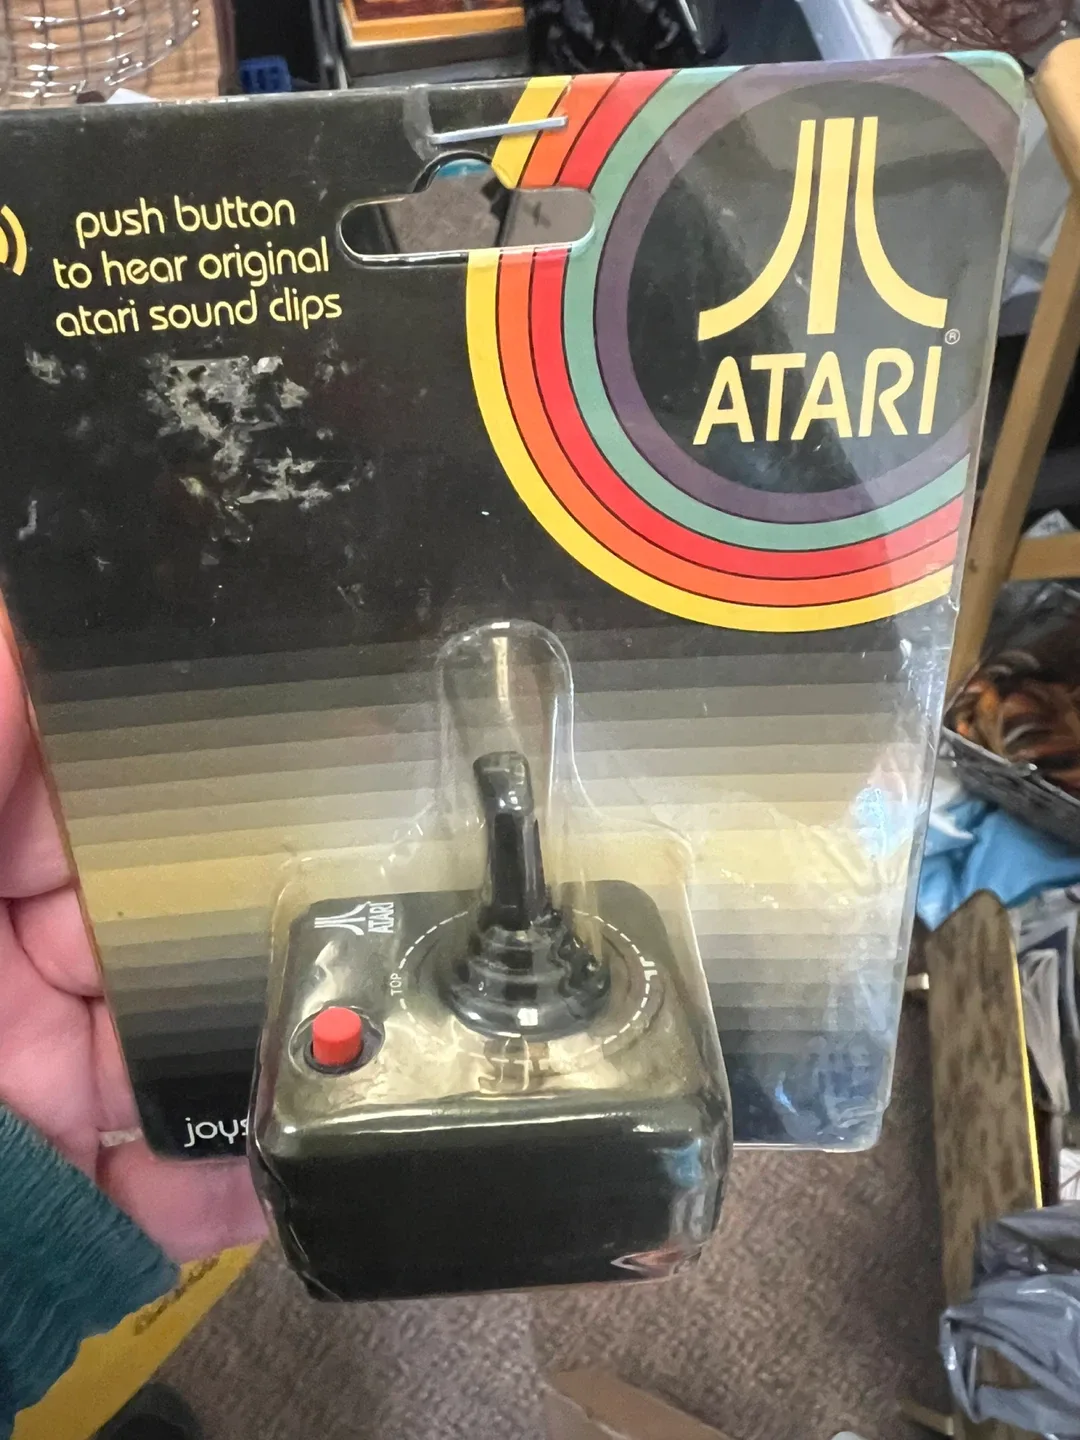 push button
to hear original
atari sound clips
ATARI®
ATARI
TOP